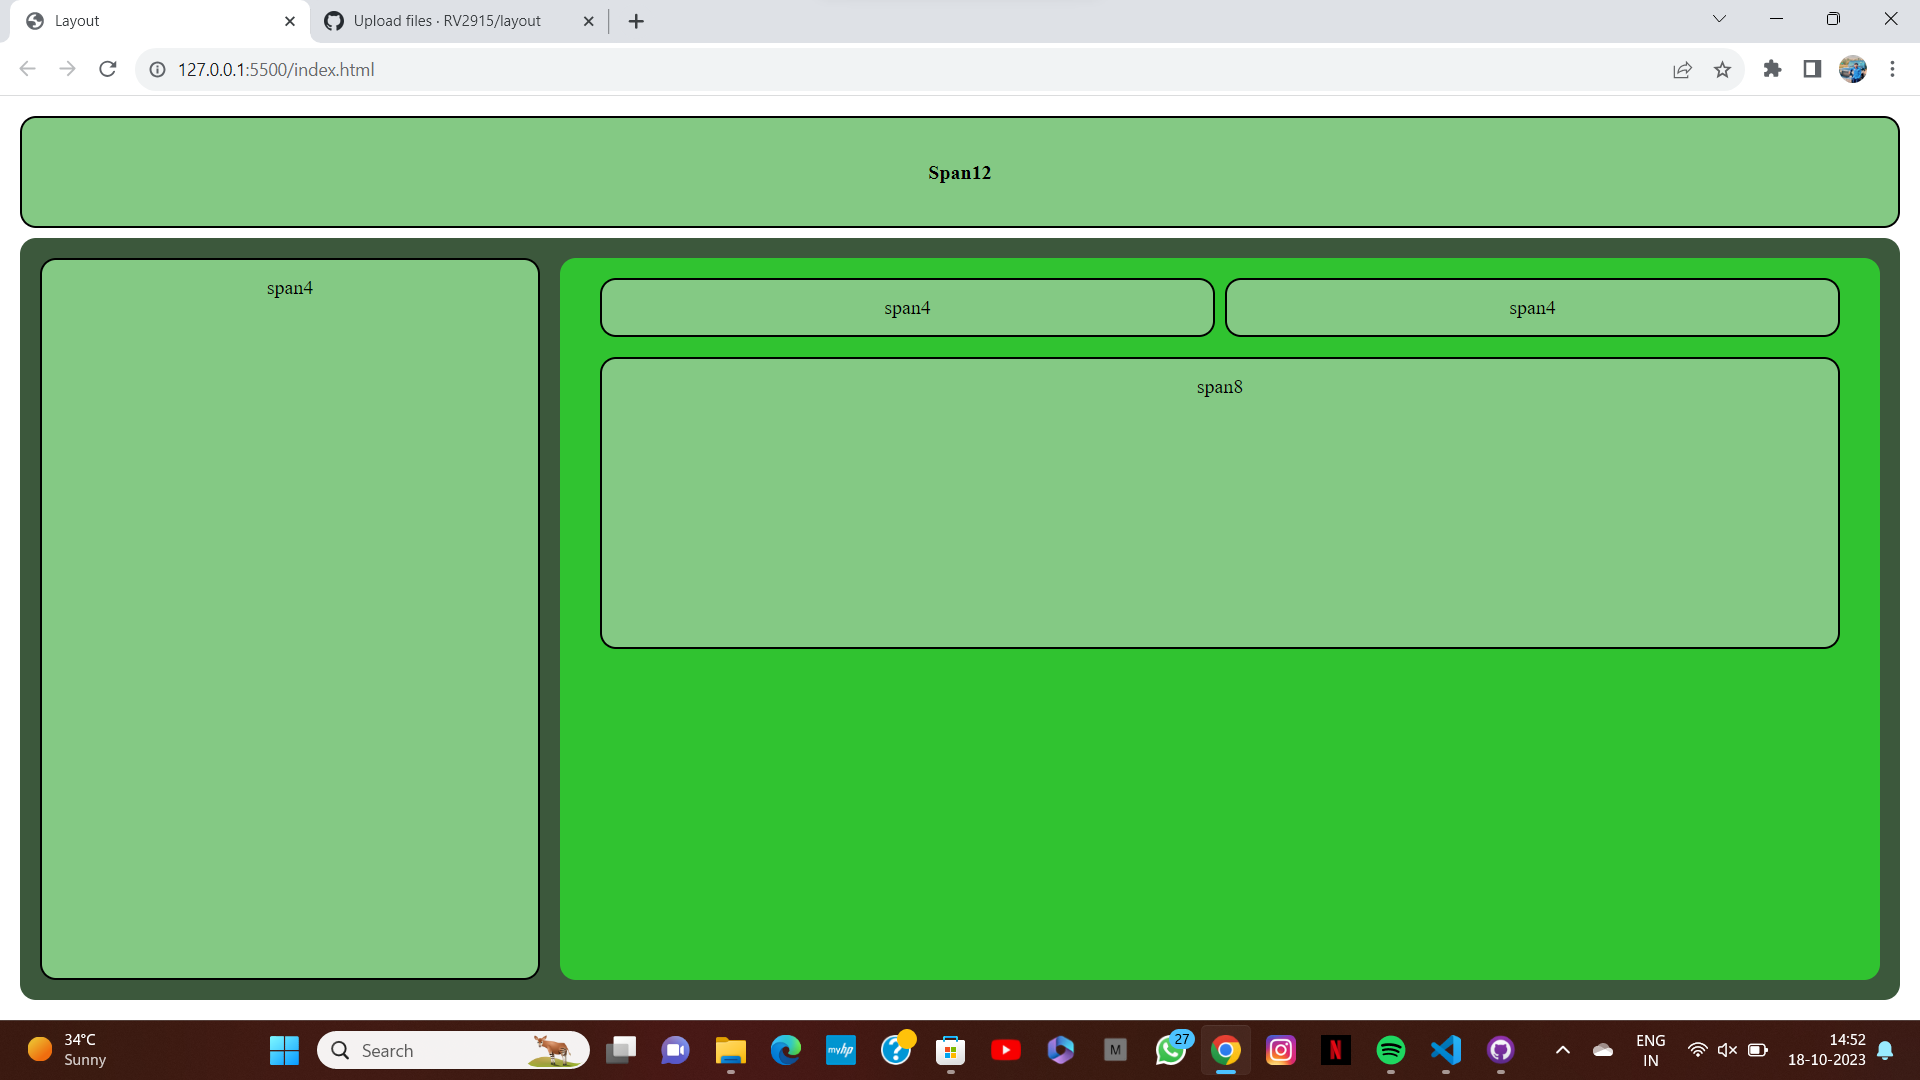 Layout
Upload files · RV2915/layout
127.0.0.1:5500/index.html
Span12
span4
span4
span4
span8
34°C
Sunny
Search
myhp
M
27
N
ENG
IN
14:52
18-10-2023